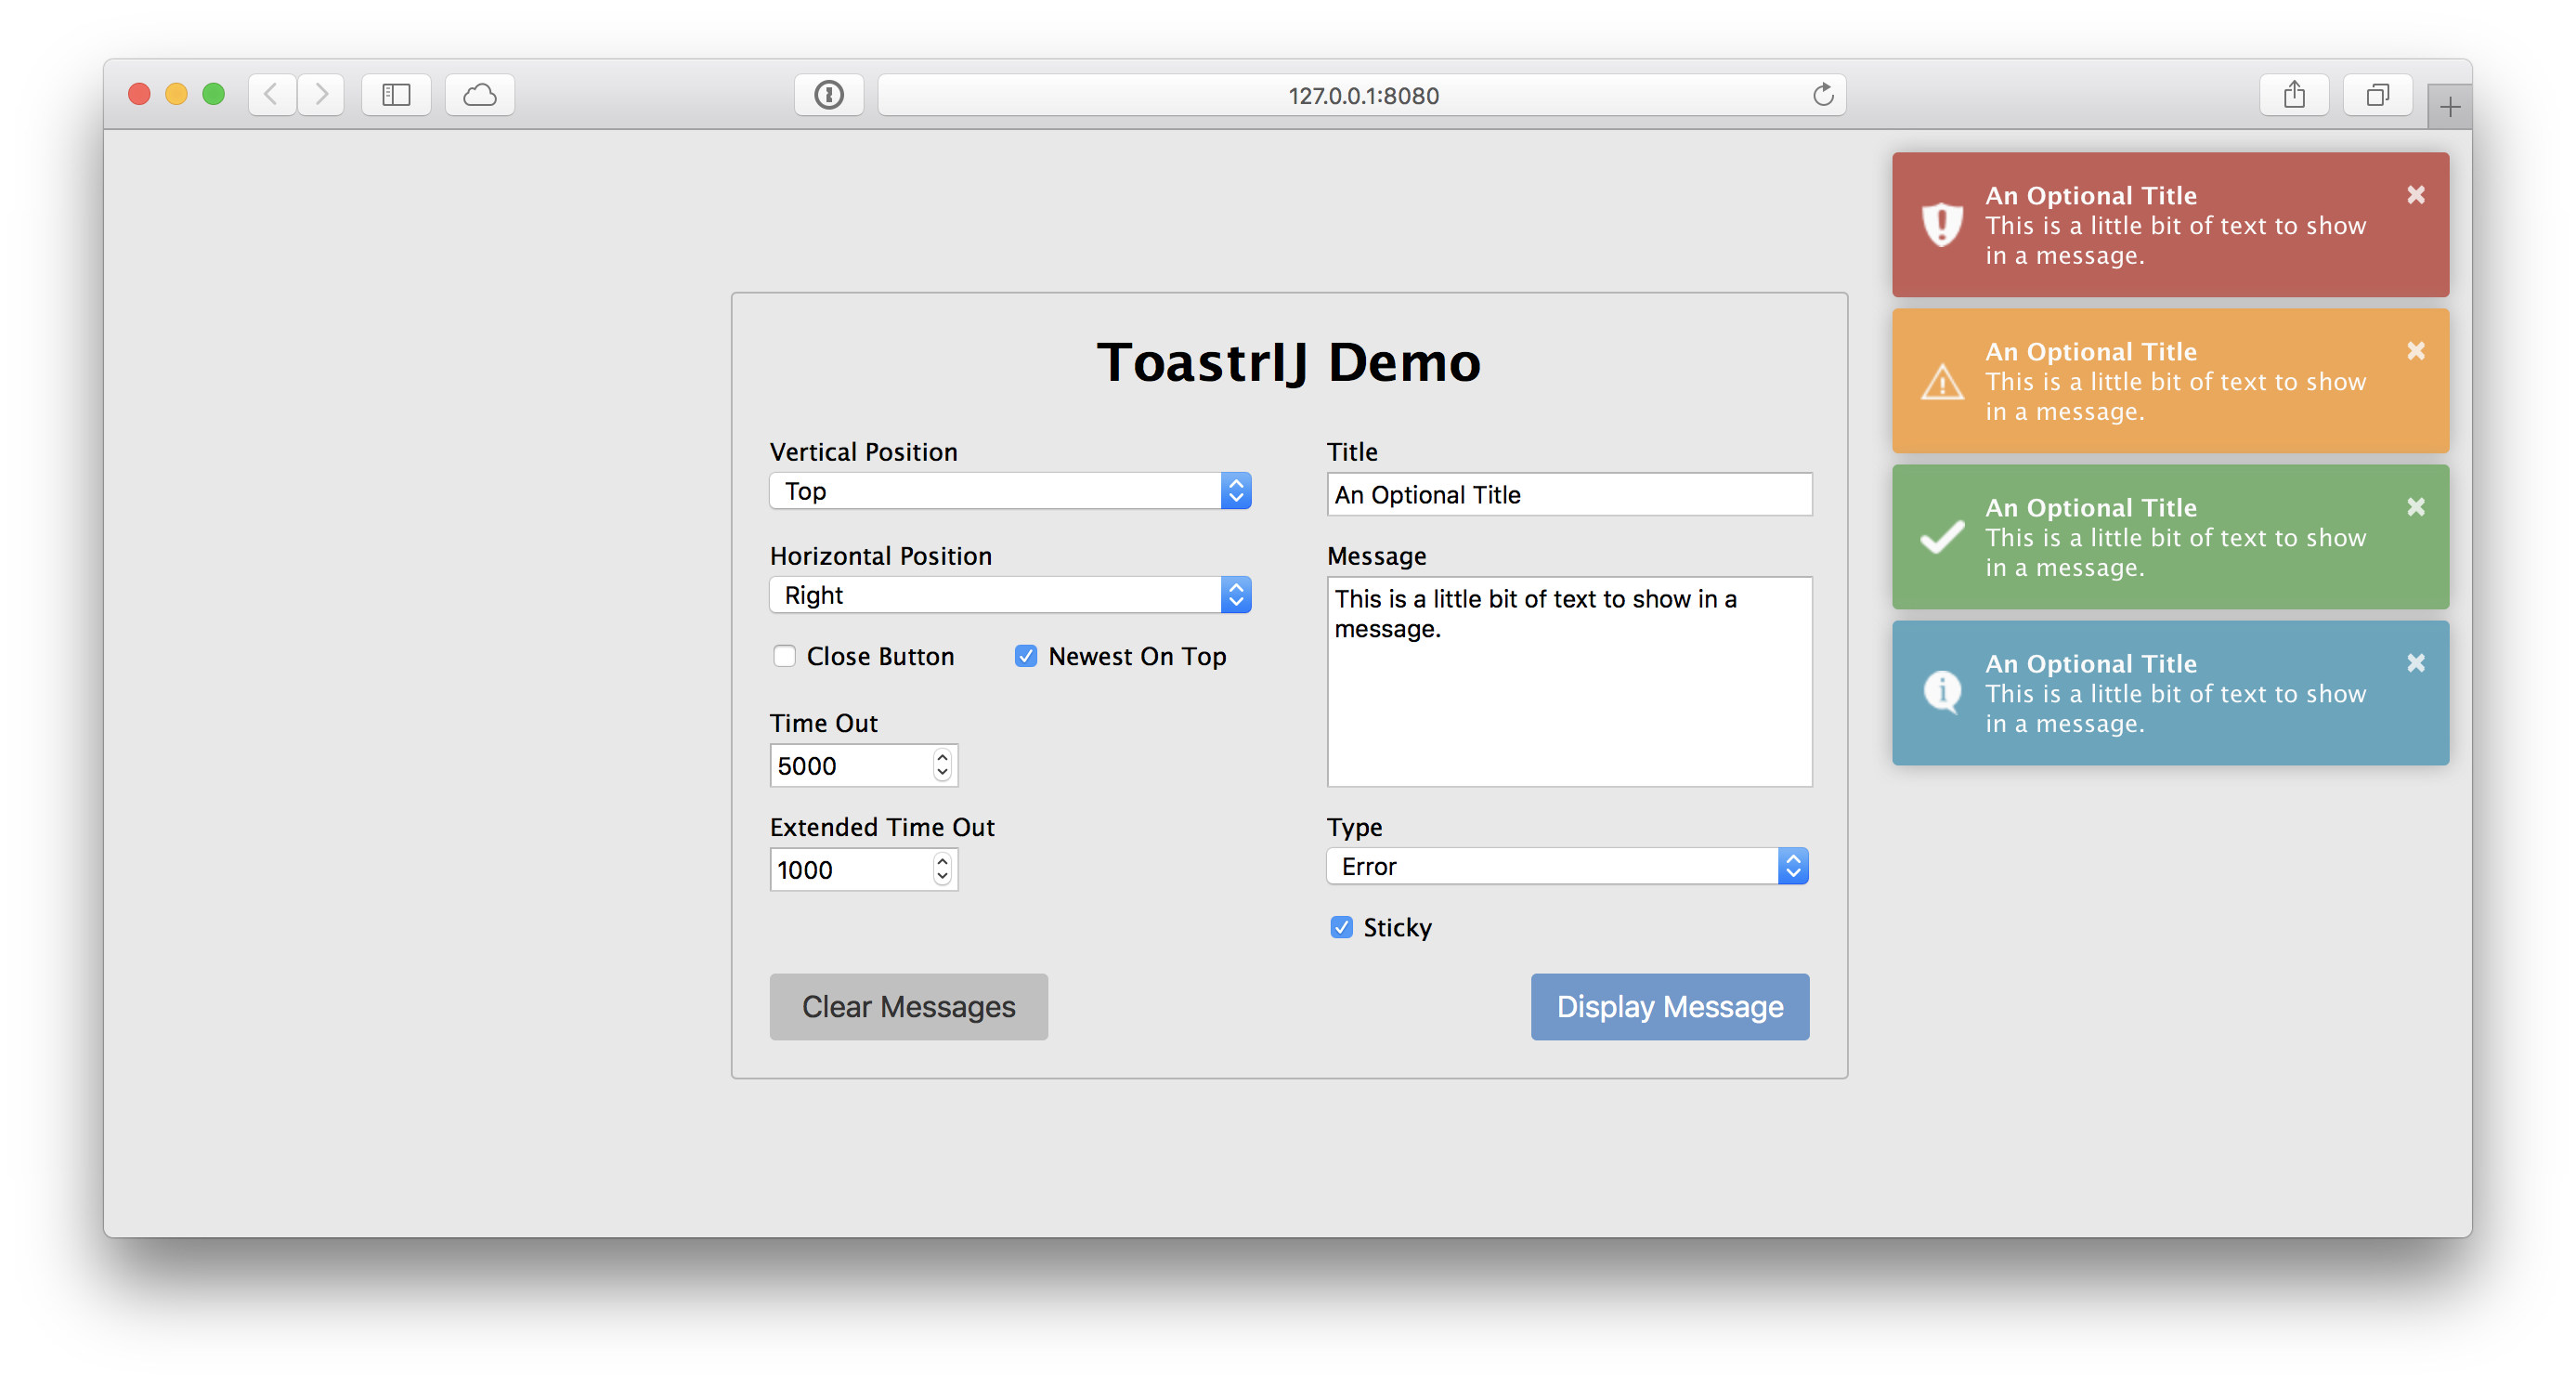 127.0.0.1:8080
ToastrIJ Demo
Vertical Position
Top
Horizontal Position
Right
Close Button
Newest On Top
Time Out
5000
Extended Time Out
1000
Clear Messages
Title
An Optional Title
Message
This is a little bit of text to show in a
message.
Type
Error
Sticky
Display Message
An Optional Title
This is a little bit of text to show
in a message.
An Optional Title
This is a little bit of text to show
in a message.
An Optional Title
This is a little bit of text to show
in a message.
An Optional Title
This is a little bit of text to show
in a message.